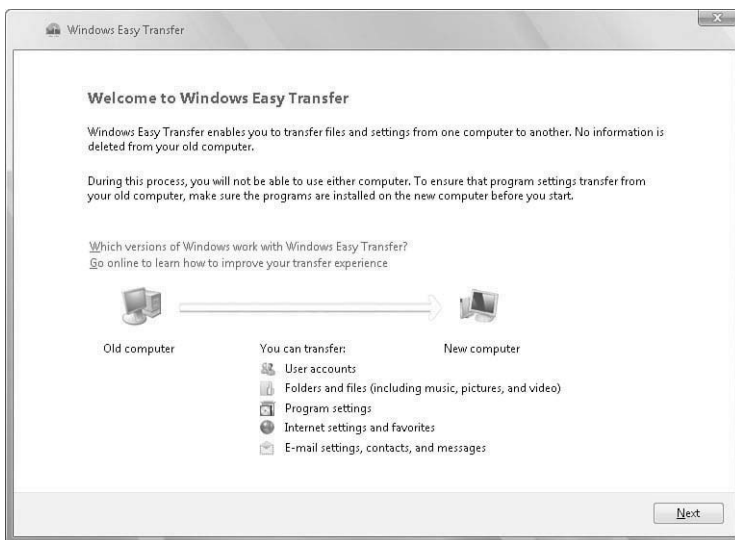 Windows Easy Transfer
Welcome to Windows Easy Transfer
Windows Easy Transfer enables you to transfer files and settings from one computer to another. No information is
deleted from your old computer.
During this process, you will not be able to use either computer. To ensure that program settings transfer from
your old computer, make sure the programs are installed on the new computer before you start.
Which versions of Windows work with Windows Easy Transfer?
Go online to learn how to improve your transfer experience
Old computer
You can transfer:
New computer
User accounts
Folders and files (including music, pictures, and video)
Program settings
Internet settings and favorites
E-mail settings, contacts, and messages
Next